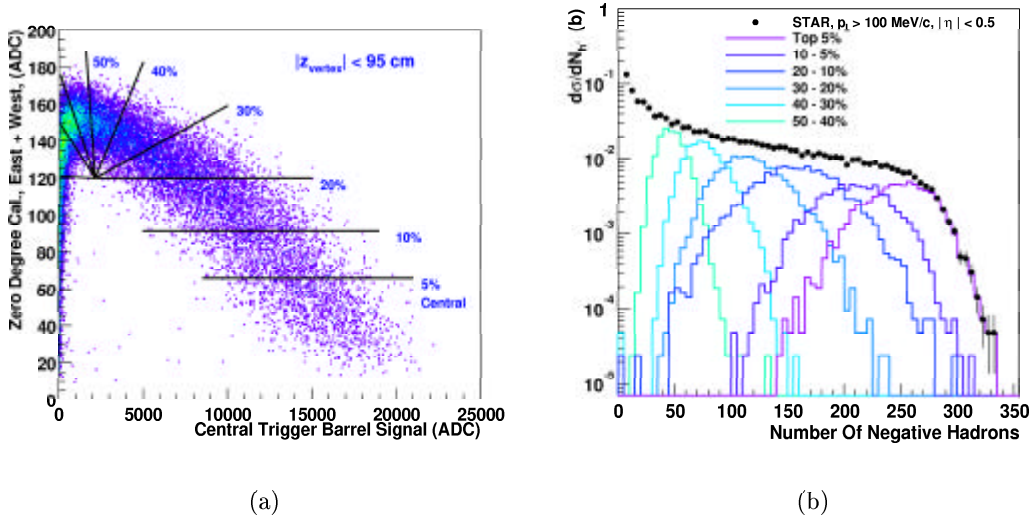 Zero Degree Cal., East + West, (ADC)
200
180
160
140
120
100
80
60
40
20
0
50%
40%
30%
20%
10%
5%
Central
|z_vertex| < 95 cm
0 5000 10000 15000 20000 25000
Central Trigger Barrel Signal (ADC)
(a)
dσ/dN_h⁻ (b)
1
10⁻¹
10⁻²
10⁻³
10⁻⁴
STAR, p_t > 100 MeV/c, |η| < 0.5
Top 5%
10 - 5%
20 - 10%
30 - 20%
40 - 30%
50 - 40%
0 50 100 150 200 250 300 350
Number Of Negative Hadrons
(b)